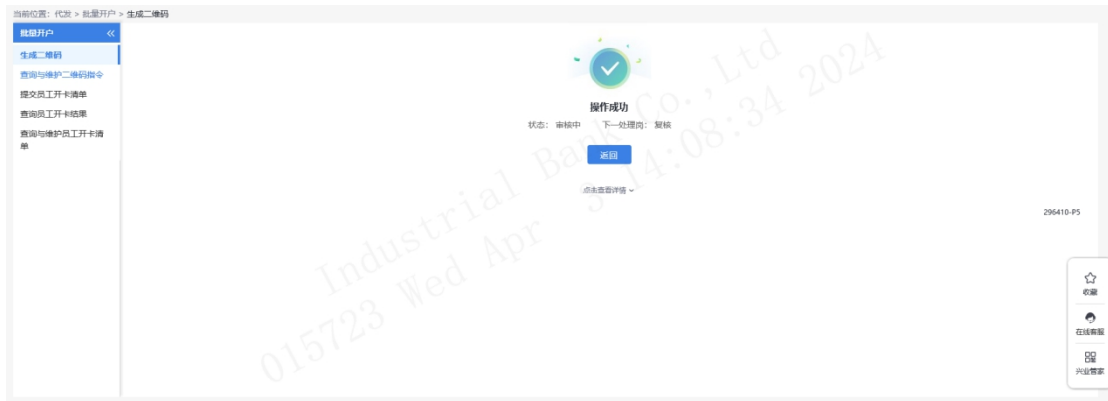 当前位置：代发 > 批量开户 > 生成二维码
批量开户 «
生成二维码
查询与维护二维码指令
提交员工开卡清单
查询员工开卡结果
查询与维护员工开卡清
单
操作成功
状态： 审核中 下一处理岗： 复核
返回
点击查看详情
296410-P5
收藏
在线客服
兴业管家
Industrial Bank Co., Ltd
015723 Wed Apr 3 14:08:34 2024